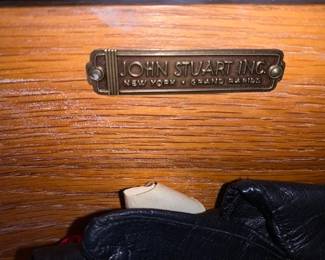 JOHN STUART INC.
NEW YORK • GRAND RAPIDS